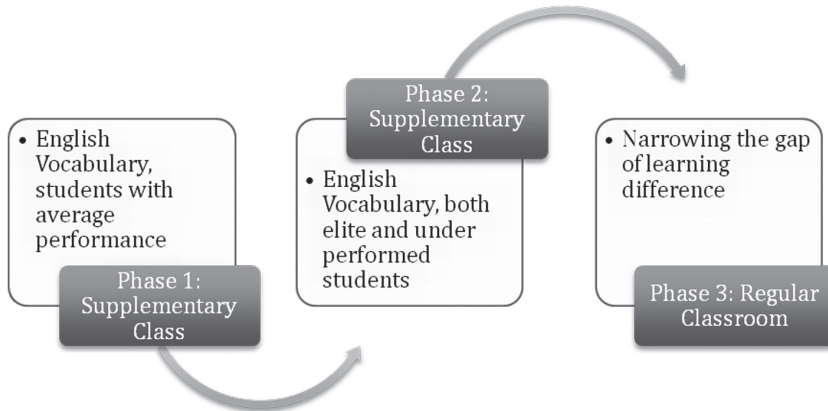 • English
Vocabulary,
students with
average
performance
Phase 1:
Supplementary
Class
Phase 2:
Supplementary
Class
• English
Vocabulary, both
elite and under
performed
students
• Narrowing the gap
of learning
difference
Phase 3: Regular
Classroom